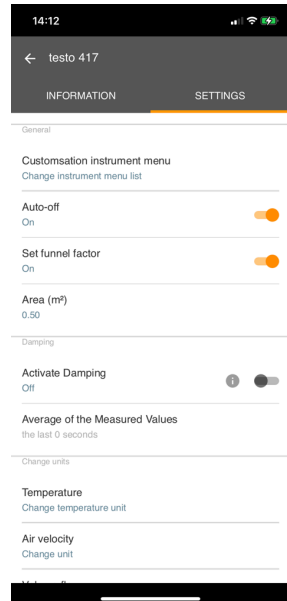 14:12
testo 417
INFORMATION
SETTINGS
General
Customsation instrument menu
Change instrument menu list
Auto-off
On
Set funnel factor
On
Area (m²)
0.50
Damping
Activate Damping
Off
Average of the Measured Values
the last 0 seconds
Change units
Temperature
Change temperature unit
Air velocity
Change unit